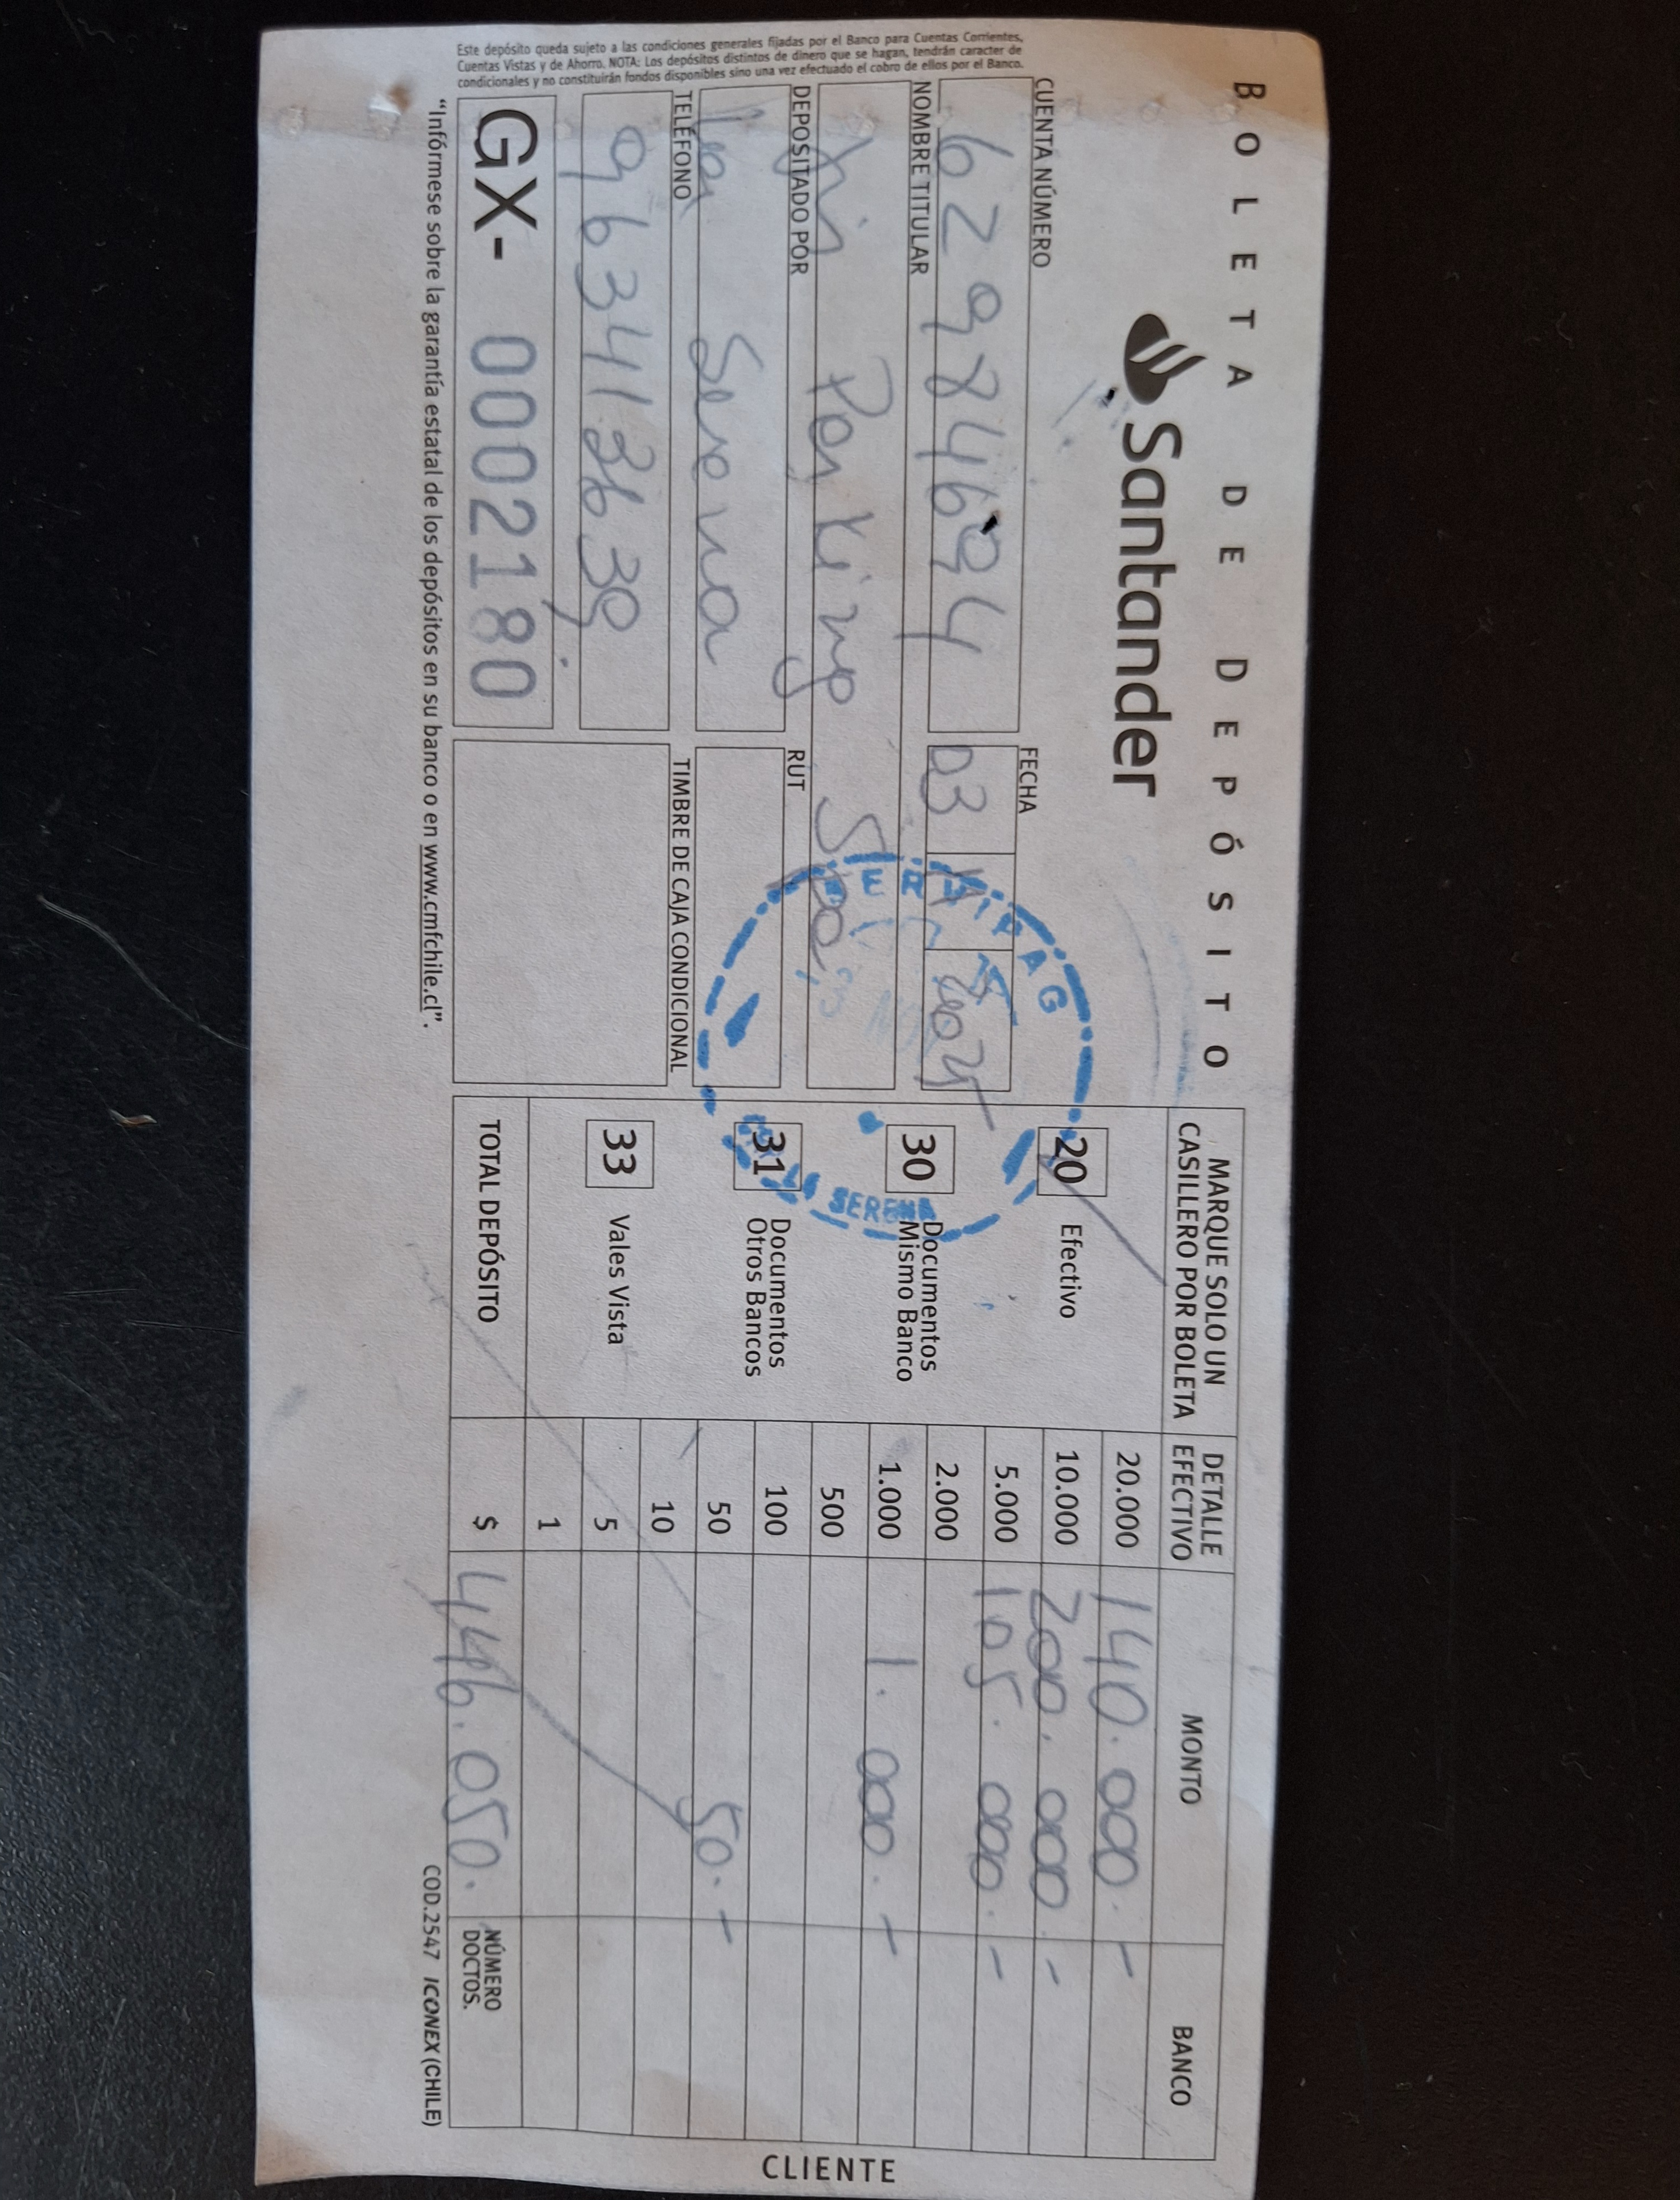 BOLETA DE DEPÓSITO
Santander
CUENTA NÚMERO
FECHA
6298446694
03
2025
NOMBRE TITULAR
Parking Spa
DEPOSITADO POR
RUT
Serena
TELÉFONO
TIMBRE DE CAJA CONDICIONAL
963412639
GX- 0002180
Este depósito queda sujeto a las condiciones generales fijadas por el Banco para Cuentas Corrientes,
Cuentas Vistas y de Ahorro. NOTA: Los depósitos distintos de dinero que se hagan, tendrán caracter de
condicionales y no constituirán fondos disponibles sino una vez efectuado el cobro de ellos por el Banco.
"Infórmese sobre la garantía estatal de los depósitos en su banco o en www.cmfchile.cl".
SERVIPAG
SERENA
MARQUE SOLO UN
CASILLERO POR BOLETA
DETALLE
EFECTIVO
MONTO
BANCO
20 Efectivo
30 Documentos
Mismo Banco
31 Documentos
Otros Bancos
33 Vales Vista
20.000 140.000.-
10.000 200.000.-
5.000 105.000.-
2.000
1.000 1.000.-
500
100
50 50.-
10
5
1
TOTAL DEPÓSITO $ 446.050.
NÚMERO
DOCTOS.
COD.2547 ICONEX (CHILE)
CLIENTE